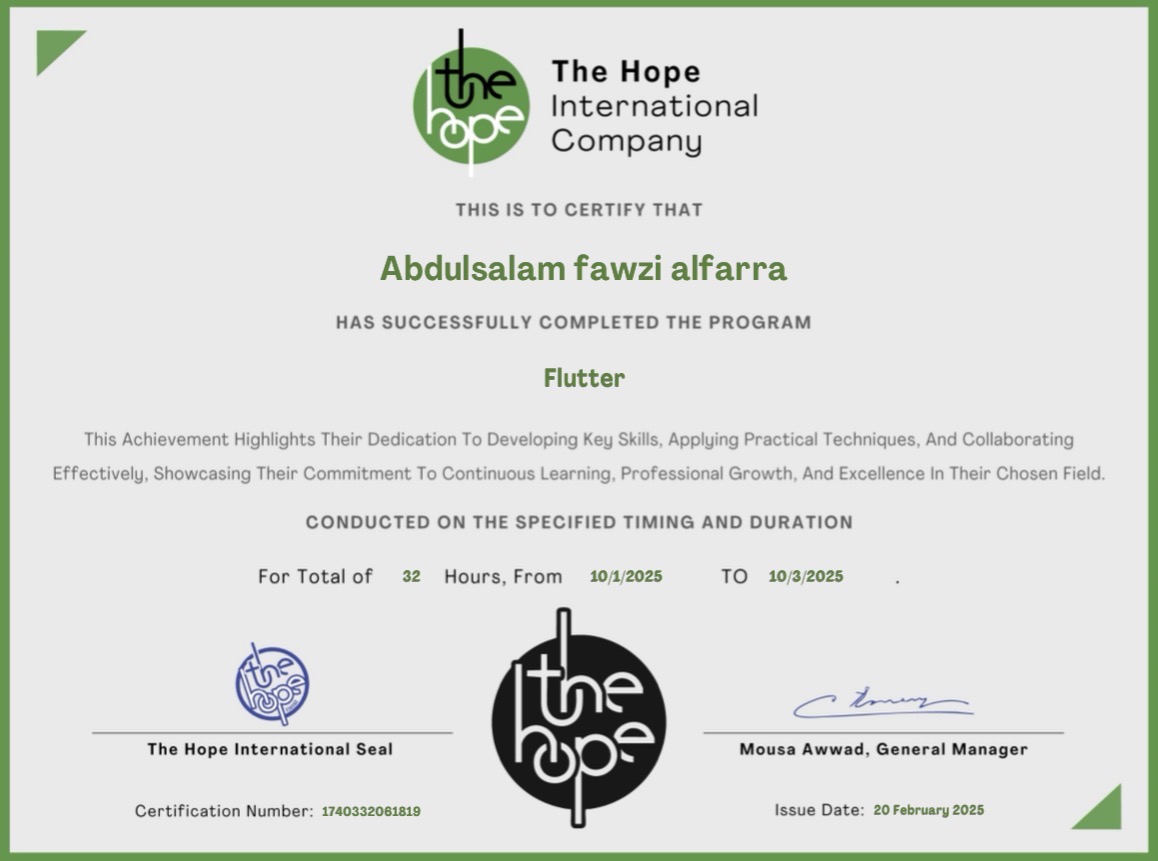 the hope
The Hope
International
Company
THIS IS TO CERTIFY THAT
Abdulsalam fawzi alfarra
HAS SUCCESSFULLY COMPLETED THE PROGRAM
Flutter
This Achievement Highlights Their Dedication To Developing Key Skills, Applying Practical Techniques, And Collaborating
Effectively, Showcasing Their Commitment To Continuous Learning, Professional Growth, And Excellence In Their Chosen Field.
CONDUCTED ON THE SPECIFIED TIMING AND DURATION
For Total of 32 Hours, From 10/1/2025 TO 10/3/2025 .
the hope
the hope
The Hope International Seal
Mousa Awwad, General Manager
Certification Number: 1740332061819
Issue Date: 20 February 2025